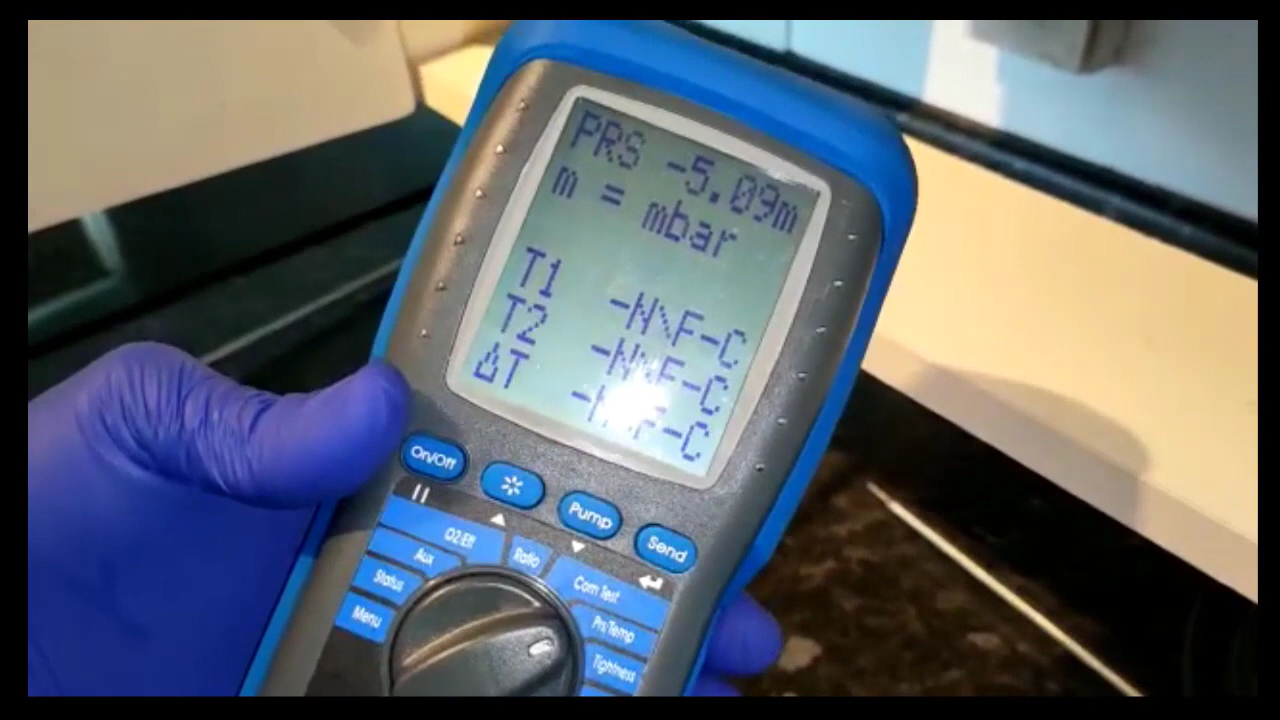 PRS -5.09m
m = mbar
T1 -N\F-C
T2 -N\F-C
ΔT -N\F-C
On/Off
Pump
Send
O2 Eff
Ratio
Com Test
Aux
Status
Prs/Temp
Menu
Tightness